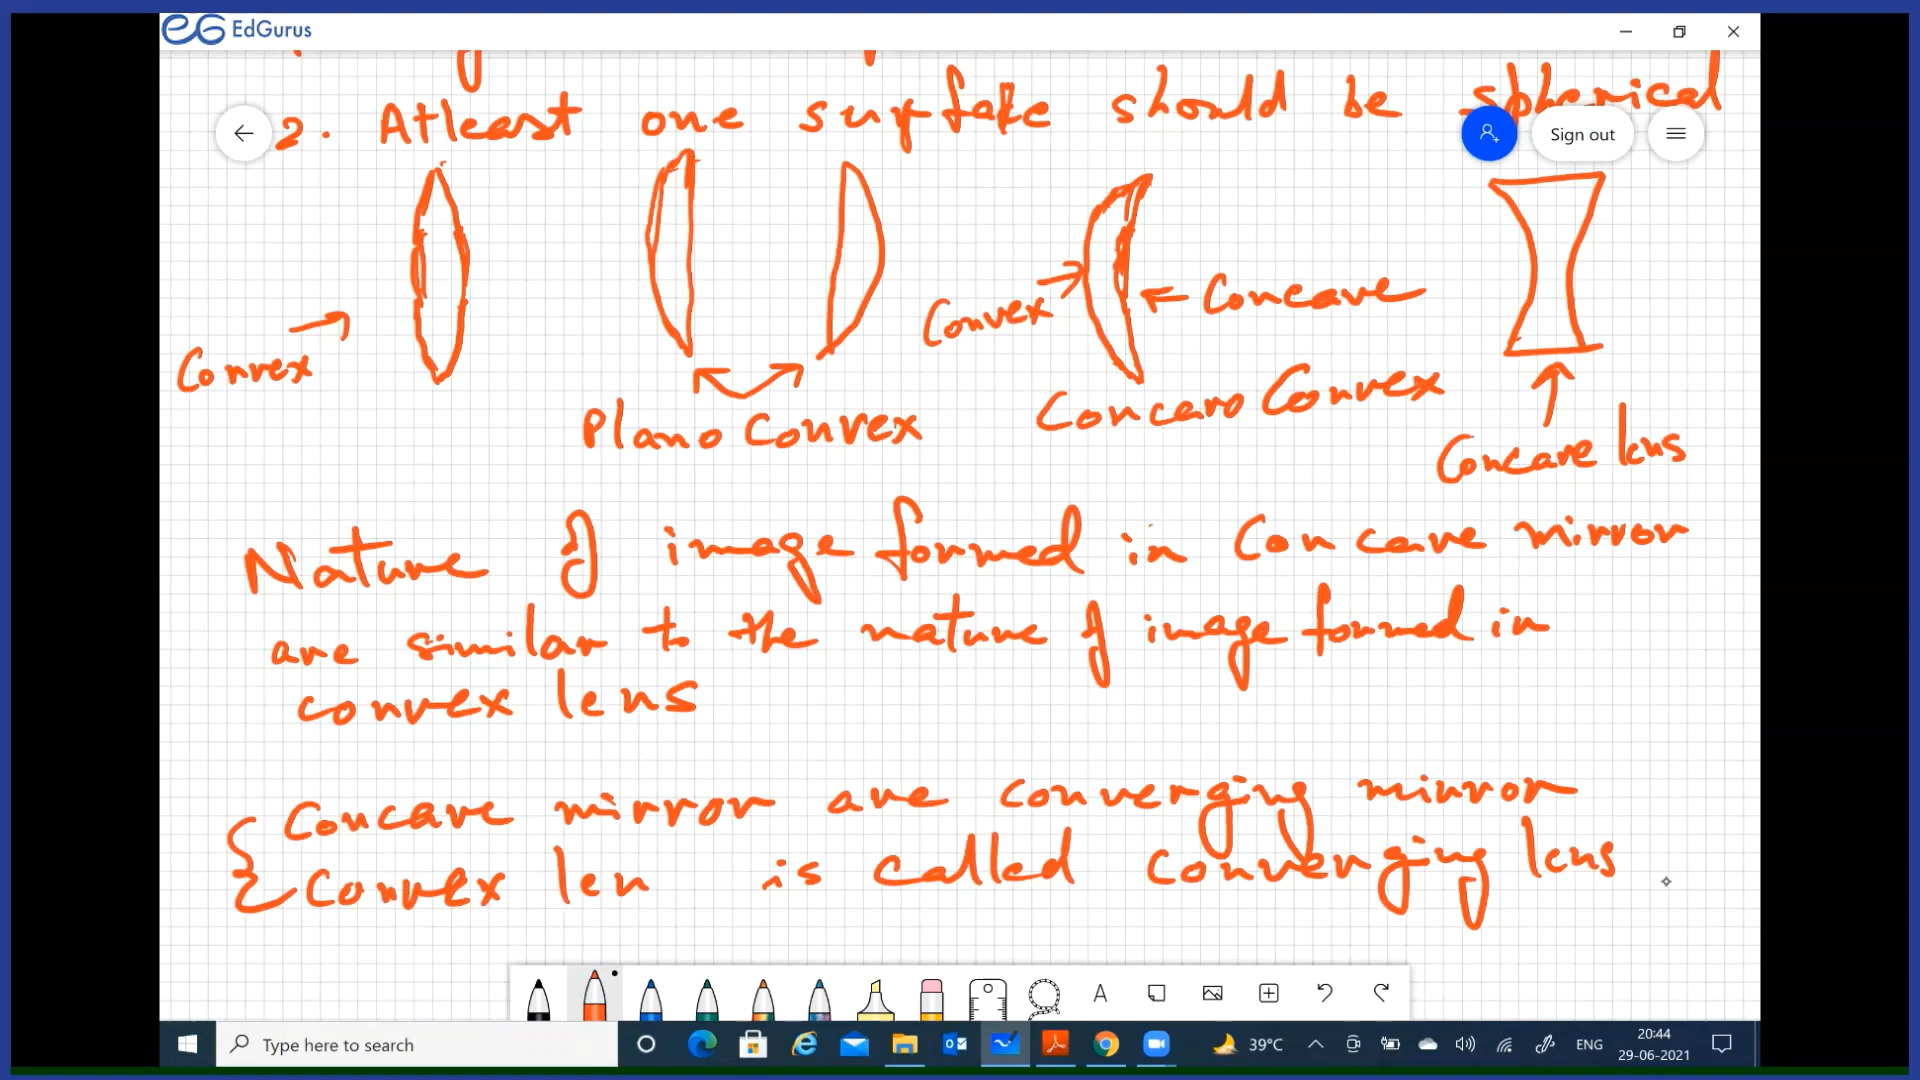 EG EdGurus
2. Atleast one surface should be spherical
Sign out
Convex
Plano Convex
Convex
Concave
Concavo Convex
Concave lens
Nature of image formed in Concave mirror
are similar to the nature of image formed in
convex lens
Concave mirror are converging mirror
Convex len is called converging lens
A
Type here to search
39°C
ENG
20:44
29-06-2021